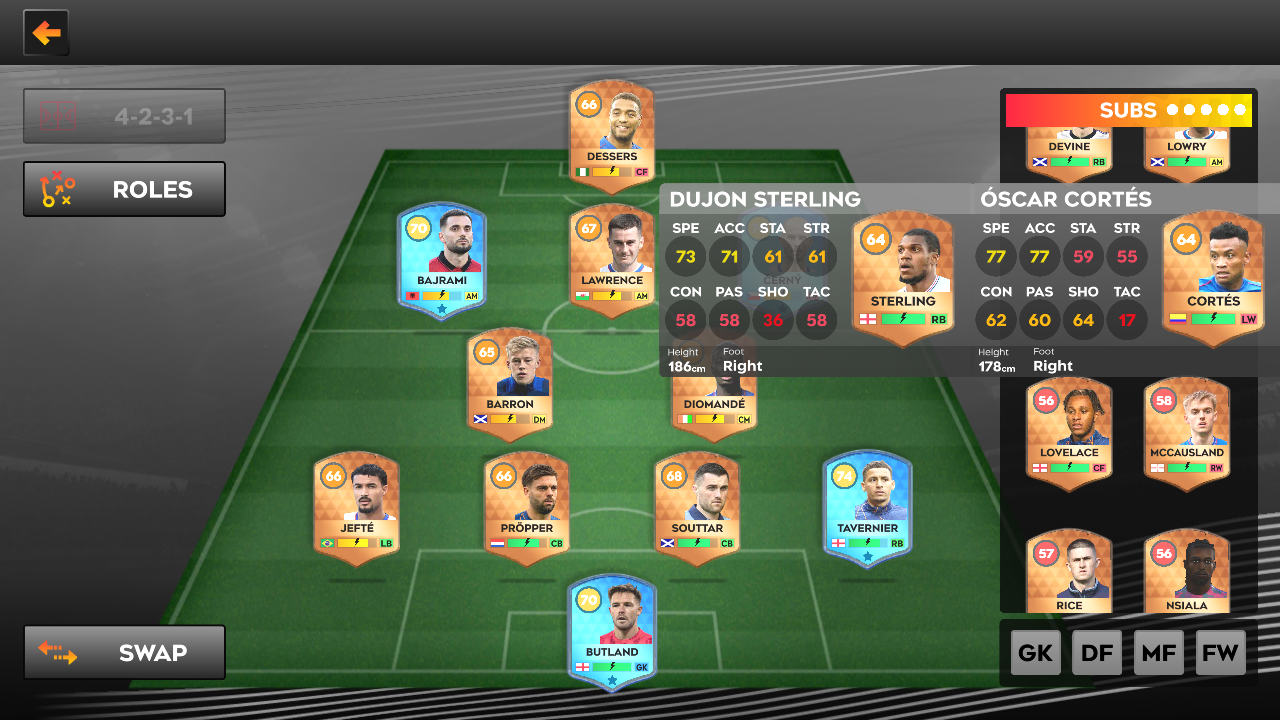 4-2-3-1
ROLES
SWAP
66
DESSERS
CF
70
BAJRAMI
AM
67
LAWRENCE
AM
ČERNÝ
65
BARRON
DM
DIOMANDÉ
CM
66
JEFTÉ
LB
66
PRÖPPER
CB
68
SOUTTAR
CB
74
TAVERNIER
RB
70
BUTLAND
GK
DUJON STERLING
SPE ACC STA STR
73 71 61 61
CON PAS SHO TAC
58 58 36 58
Height Foot
186cm Right
64
STERLING
RB
ÓSCAR CORTÉS
SPE ACC STA STR
77 77 59 55
CON PAS SHO TAC
62 60 64 17
Height Foot
178cm Right
64
CORTÉS
LW
SUBS
DEVINE
RB
LOWRY
AM
56
LOVELACE
CF
58
MCCAUSLAND
RW
57
RICE
56
NSIALA
GK DF MF FW